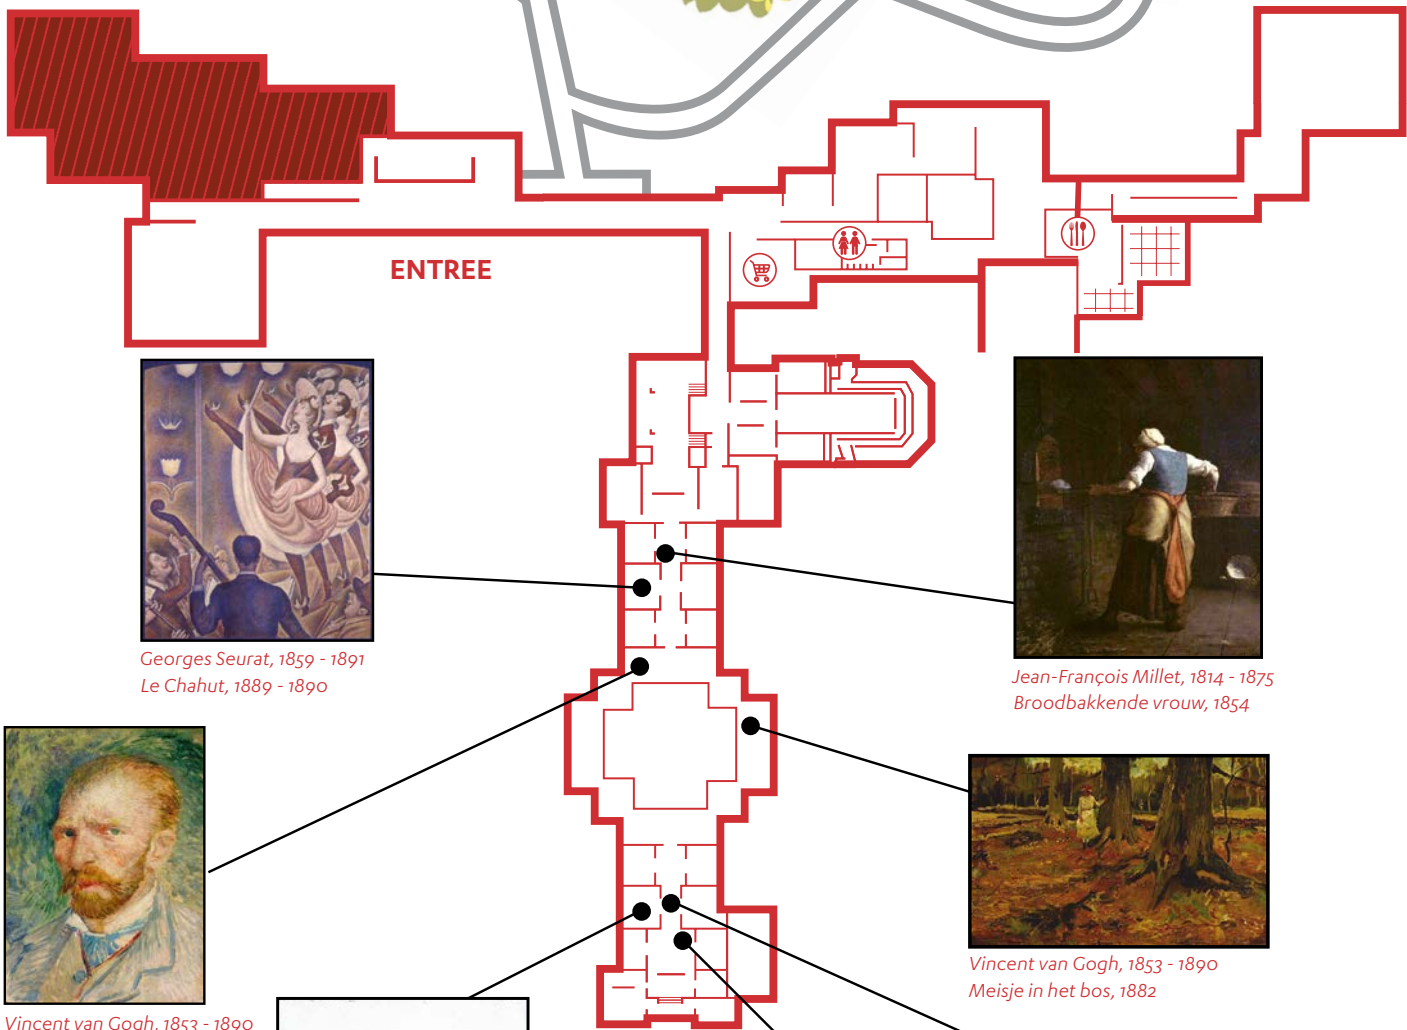 ENTREE
Georges Seurat, 1859 - 1891
Le Chahut, 1889 - 1890
Jean-François Millet, 1814 - 1875
Broodbakkende vrouw, 1854
Vincent van Gogh, 1853 - 1890
Meisje in het bos, 1882
Vincent van Gogh, 1853 - 1890